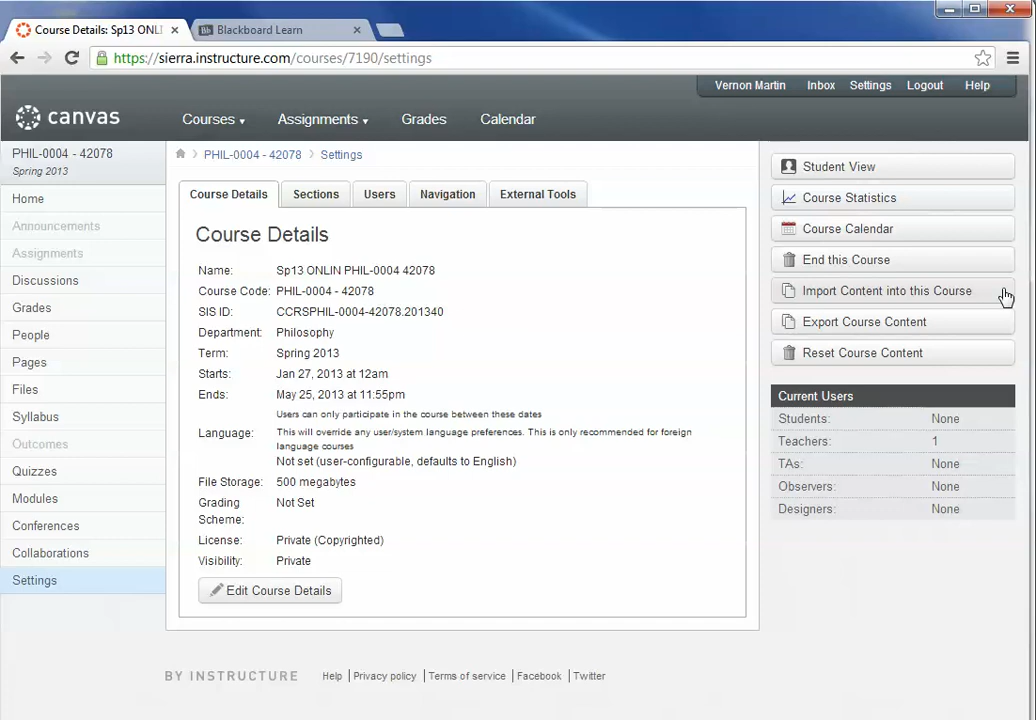 Course Details: Sp13 ONLI
Blackboard Learn
https://sierra.instructure.com/courses/7190/settings
Vernon Martin Inbox Settings Logout Help
canvas
Courses Assignments Grades Calendar
PHIL-0004 - 42078
Spring 2013
Home
Announcements
Assignments
Discussions
Grades
People
Pages
Files
Syllabus
Outcomes
Quizzes
Modules
Conferences
Collaborations
Settings
PHIL-0004 - 42078 Settings
Course Details Sections Users Navigation External Tools
Course Details
Name: Sp13 ONLIN PHIL-0004 42078
Course Code: PHIL-0004 - 42078
SIS ID: CCRSPHIL-0004-42078.201340
Department: Philosophy
Term: Spring 2013
Starts: Jan 27, 2013 at 12am
Ends: May 25, 2013 at 11:55pm
Users can only participate in the course between these dates
Language: This will override any user/system language preferences. This is only recommended for foreign
language courses
Not set (user-configurable, defaults to English)
File Storage: 500 megabytes
Grading Not Set
Scheme:
License: Private (Copyrighted)
Visibility: Private
Edit Course Details
Student View
Course Statistics
Course Calendar
End this Course
Import Content into this Course
Export Course Content
Reset Course Content
Current Users
Students: None
Teachers: 1
TAs: None
Observers: None
Designers: None
BY INSTRUCTURE Help Privacy policy Terms of service Facebook Twitter